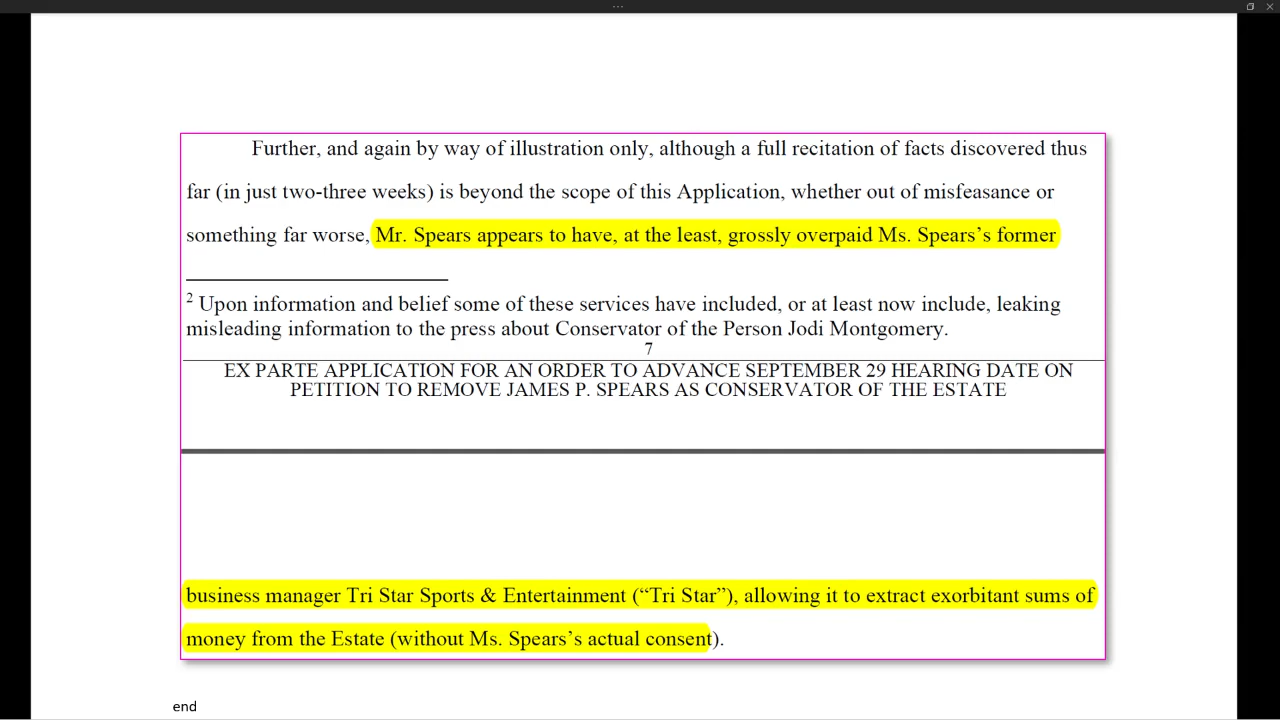 Further, and again by way of illustration only, although a full recitation of facts discovered thus
far (in just two-three weeks) is beyond the scope of this Application, whether out of misfeasance or
something far worse, Mr. Spears appears to have, at the least, grossly overpaid Ms. Spears’s former
2 Upon information and belief some of these services have included, or at least now include, leaking
misleading information to the press about Conservator of the Person Jodi Montgomery.
7
EX PARTE APPLICATION FOR AN ORDER TO ADVANCE SEPTEMBER 29 HEARING DATE ON
PETITION TO REMOVE JAMES P. SPEARS AS CONSERVATOR OF THE ESTATE
business manager Tri Star Sports & Entertainment (“Tri Star”), allowing it to extract exorbitant sums of
money from the Estate (without Ms. Spears’s actual consent).
end